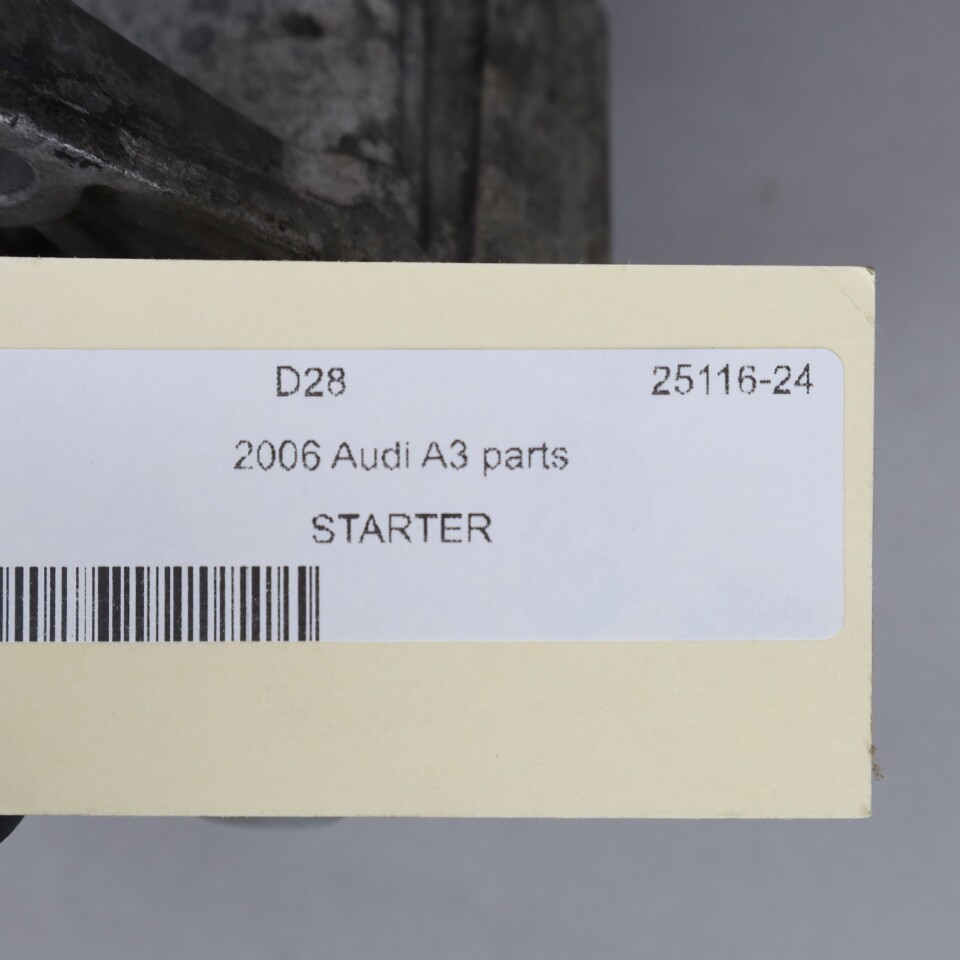 D28 25116-24
2006 Audi A3 parts
STARTER